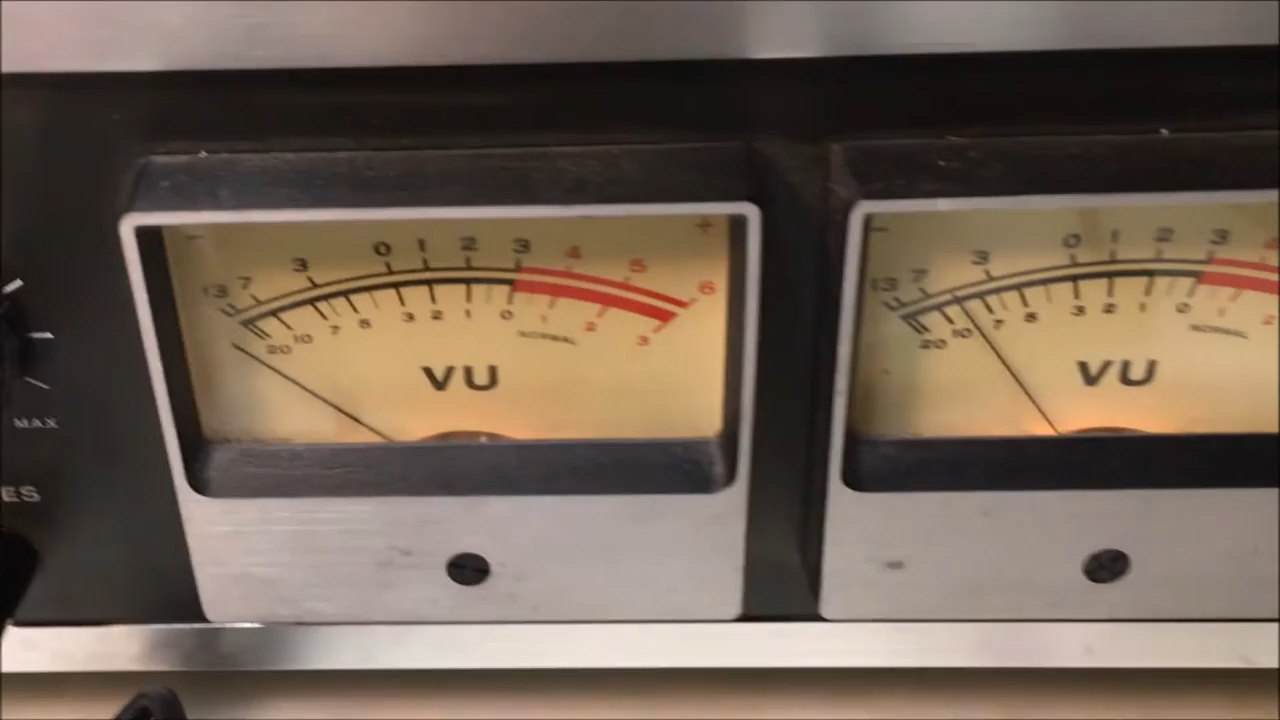 - +
13 7 3 0 1 2 3 4 5 6
20 10 7 5 3 2 1 0 1 2 3
NORMAL
VU
-
13 7 3 0 1 2 3 4
20 10 7 5 3 2 1 0 1 2
NORMAL
VU
MAX
ES